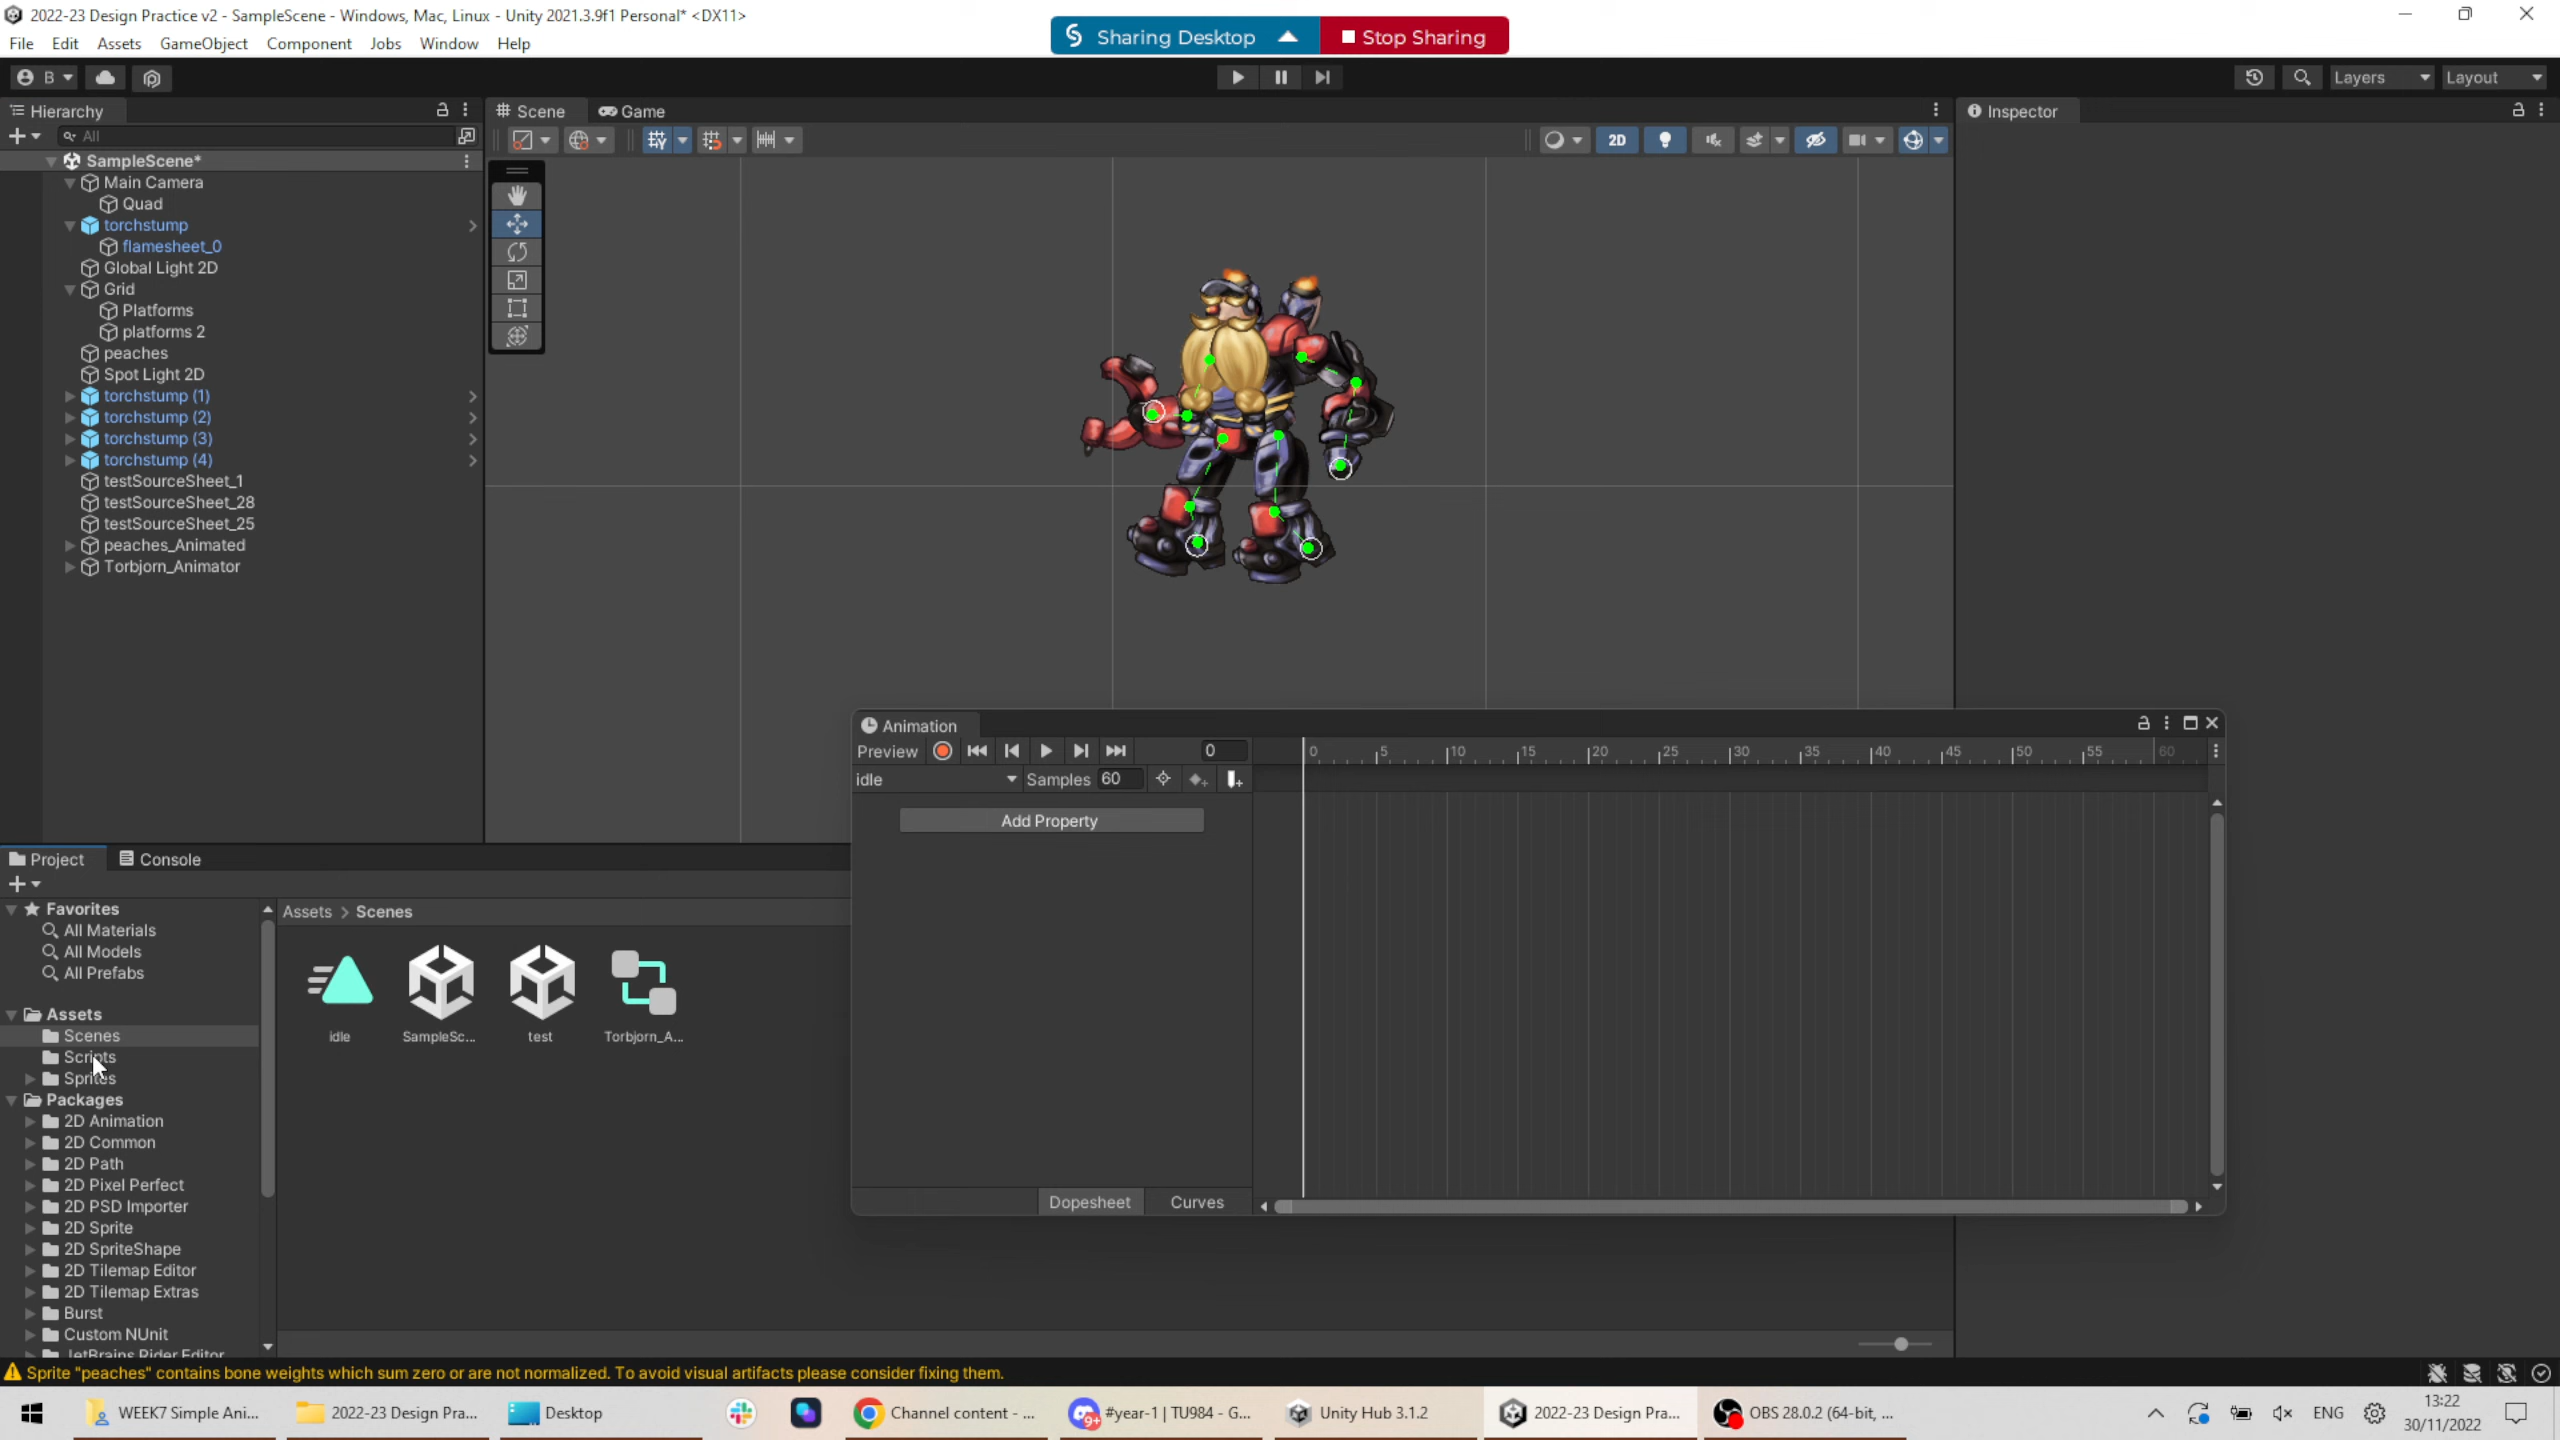 2022-23 Design Practice v2 - SampleScene - Windows, Mac, Linux - Unity 2021.3.9f1 Personal* <DX11>
Sharing Desktop
Stop Sharing
File Edit Assets GameObject Component Jobs Window Help
B
Layers
Layout
Hierarchy
Scene
Game
Inspector
All
2D
SampleScene*
Main Camera
Quad
torchstump
flamesheet_0
Global Light 2D
Grid
Platforms
platforms 2
peaches
Spot Light 2D
torchstump (1)
torchstump (2)
torchstump (3)
torchstump (4)
testSourceSheet_1
testSourceSheet_28
testSourceSheet_25
peaches_Animated
Torbjorn_Animator
Animation
Preview 0
0 5 10 15 20 25 30 35 40 45 50 55 60
idle Samples 60
Add Property
Dopesheet Curves
Project
Console
Favorites
All Materials
All Models
All Prefabs
Assets
Scenes
Scripts
Sprites
Packages
2D Animation
2D Common
2D Path
2D Pixel Perfect
2D PSD Importer
2D Sprite
2D SpriteShape
2D Tilemap Editor
2D Tilemap Extras
Burst
Custom NUnit
JetBrains Rider Editor
Assets > Scenes
idle
SampleSc...
test
Torbjorn_A...
Sprite "peaches" contains bone weights which sum zero or are not normalized. To avoid visual artifacts please consider fixing them.
WEEK7 Simple Ani...
2022-23 Design Pra...
Desktop
Channel content - ...
9+
#year-1 | TU984 - G...
Unity Hub 3.1.2
2022-23 Design Pra...
OBS 28.0.2 (64-bit, ...
ENG
13:22
30/11/2022